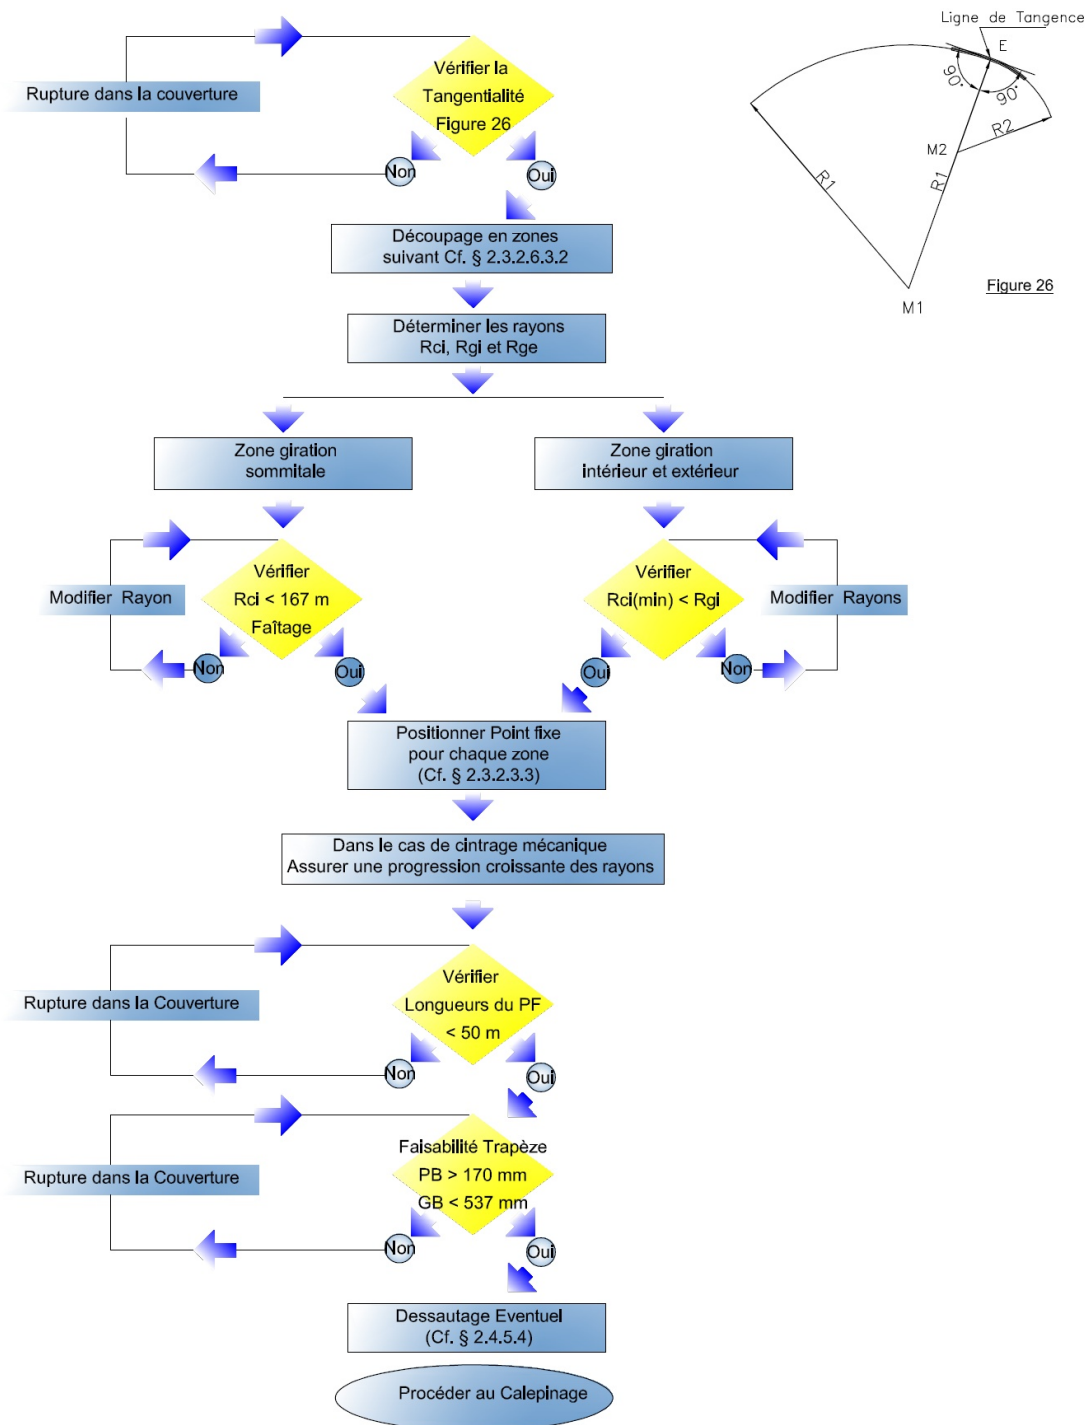 Ligne de Tangence
E
90°
90°
R2
M2
R1
R1
M1
Figure 26
Vérifier la
Tangentialité
Figure 26
Rupture dans la couverture
Non
Oui
Découpage en zones
suivant Cf. § 2.3.2.6.3.2
Déterminer les rayons
Rci, Rgi et Rge
Zone giration
sommitale
Zone giration
intérieur et extérieur
Vérifier
Rci < 167 m
Faîtage
Modifier Rayon
Non
Oui
Vérifier
Rci(min) < Rgi
Modifier Rayons
Oui
Non
Positionner Point fixe
pour chaque zone
(Cf. § 2.3.2.3.3)
Dans le cas de cintrage mécanique
Assurer une progression croissante des rayons
Vérifier
Longueurs du PF
< 50 m
Rupture dans la Couverture
Non
Oui
Faisabilité Trapèze
PB > 170 mm
GB < 537 mm
Rupture dans la Couverture
Non
Oui
Dessautage Eventuel
(Cf. § 2.4.5.4)
Procéder au Calepinage